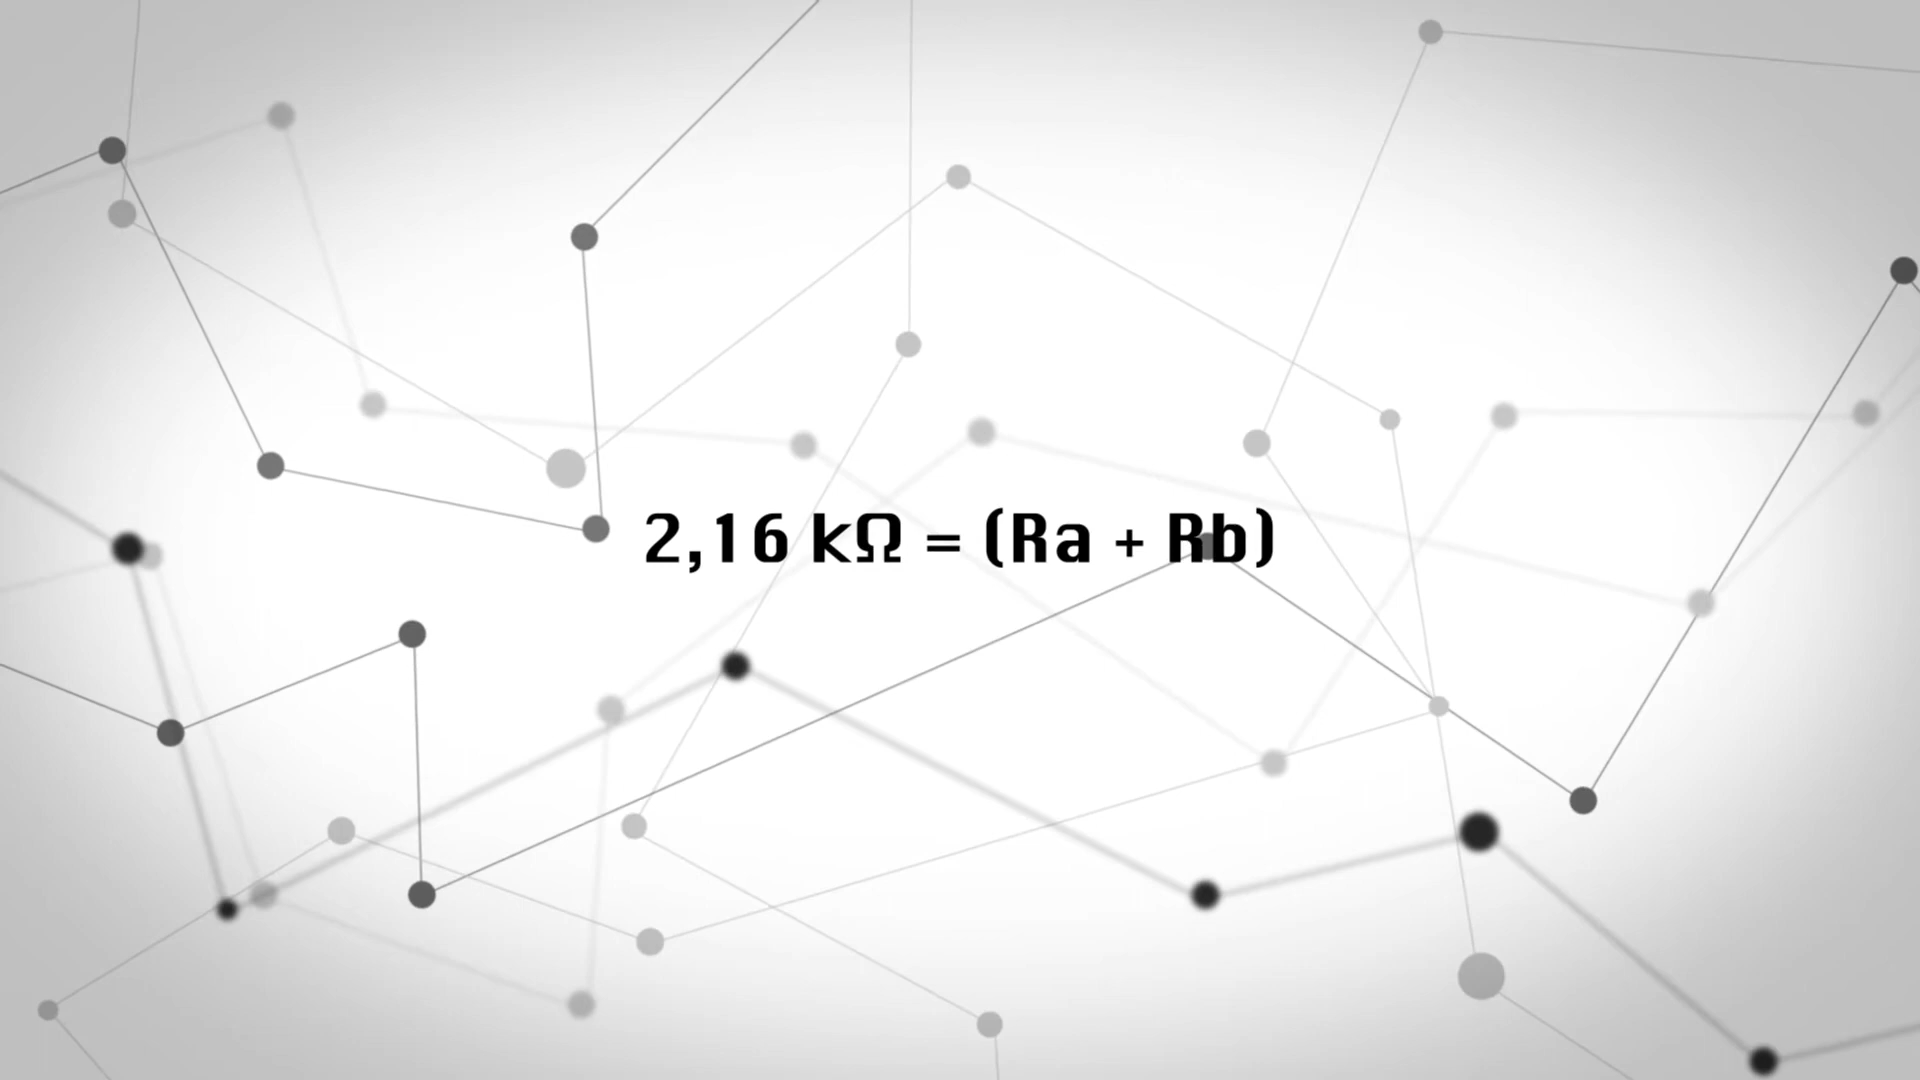 2,16 kΩ = (Ra + Rb)